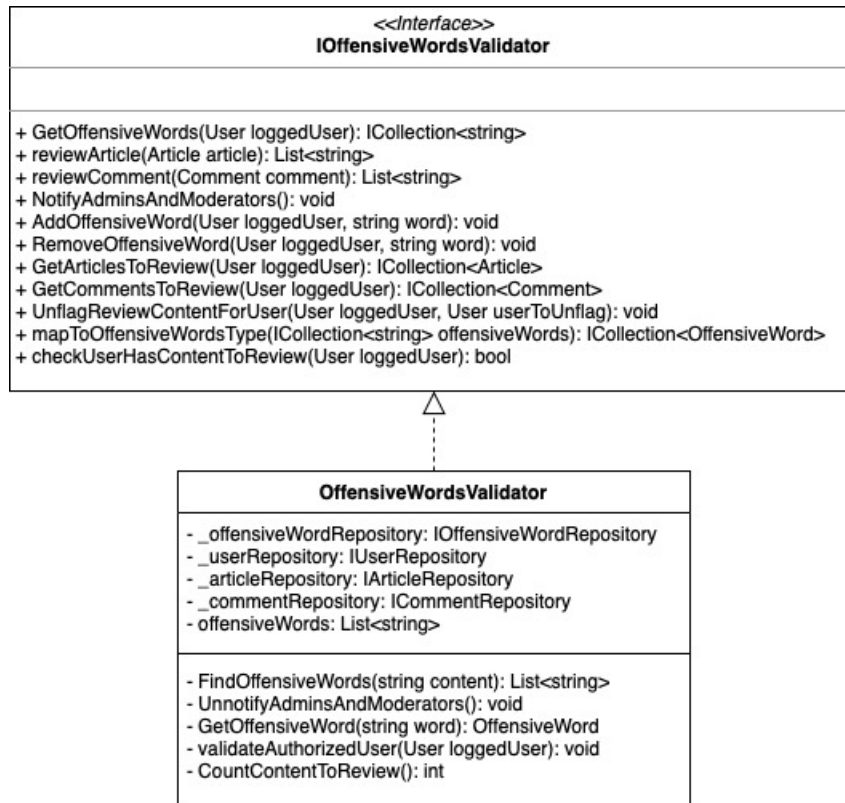 <<Interface>>
IOffensiveWordsValidator
+ GetOffensiveWords(User loggedUser): ICollection<string>
+ reviewArticle(Article article): List<string>
+ reviewComment(Comment comment): List<string>
+ NotifyAdminsAndModerators(): void
+ AddOffensiveWord(User loggedUser, string word): void
+ RemoveOffensiveWord(User loggedUser, string word): void
+ GetArticlesToReview(User loggedUser): ICollection<Article>
+ GetCommentsToReview(User loggedUser): ICollection<Comment>
+ UnflagReviewContentForUser(User loggedUser, User userToUnflag): void
+ mapToOffensiveWordsType(ICollection<string> offensiveWords): ICollection<OffensiveWord>
+ checkUserHasContentToReview(User loggedUser): bool
OffensiveWordsValidator
- _offensiveWordRepository: IOffensiveWordRepository
- _userRepository: IUserRepository
- _articleRepository: IArticleRepository
- _commentRepository: ICommentRepository
- offensiveWords: List<string>
- FindOffensiveWords(string content): List<string>
- UnnotifyAdminsAndModerators(): void
- GetOffensiveWord(string word): OffensiveWord
- validateAuthorizedUser(User loggedUser): void
- CountContentToReview(): int